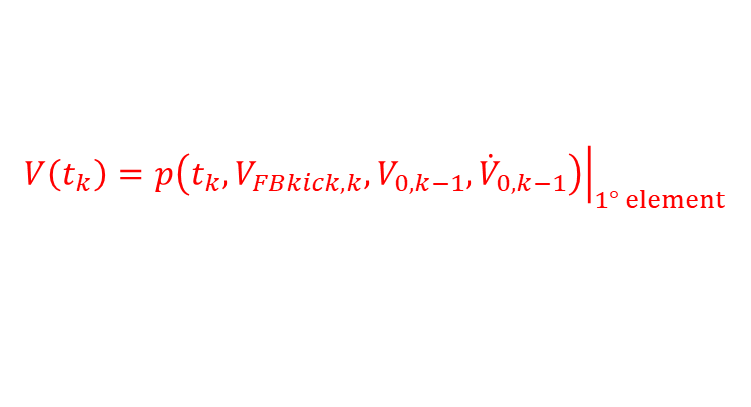 V(t_k) = p(t_k, V_{FBkick,k}, V_{0,k−1}, V̇_{0,k−1})|_{1° element}